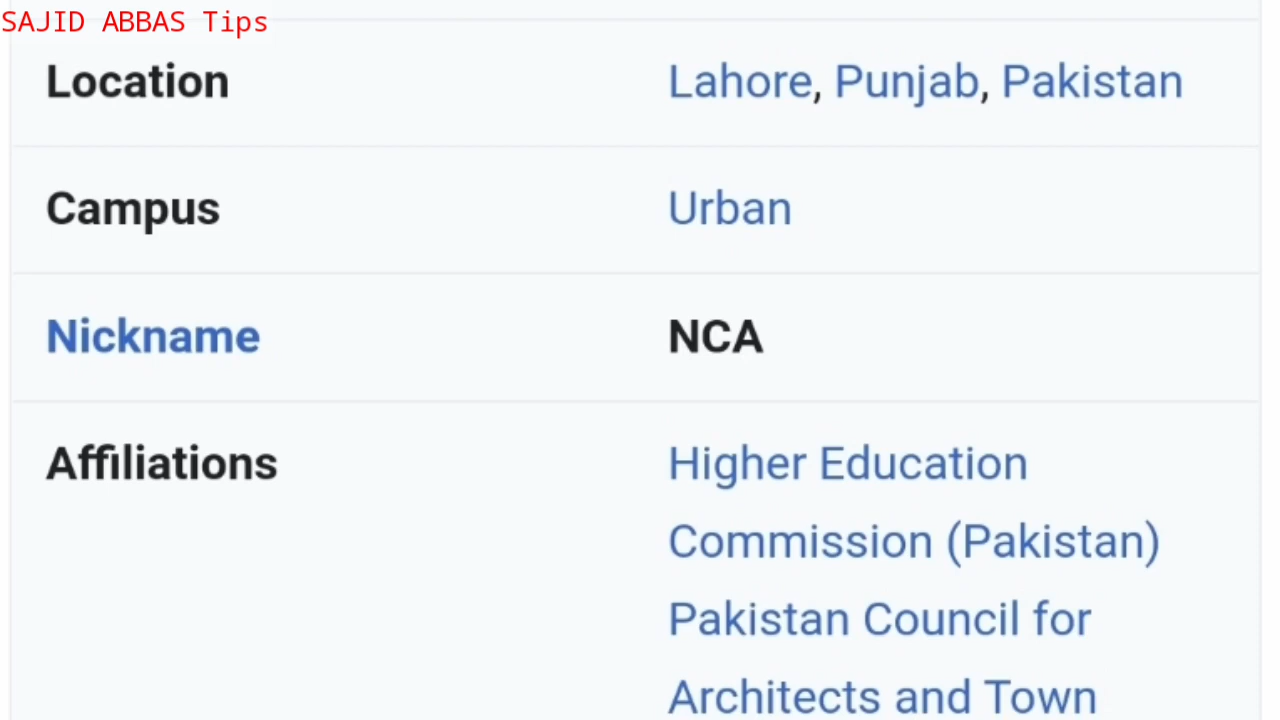 SAJID ABBAS Tips
Location Lahore, Punjab, Pakistan
Campus Urban
Nickname NCA
Affiliations Higher Education
Commission (Pakistan)
Pakistan Council for
Architects and Town